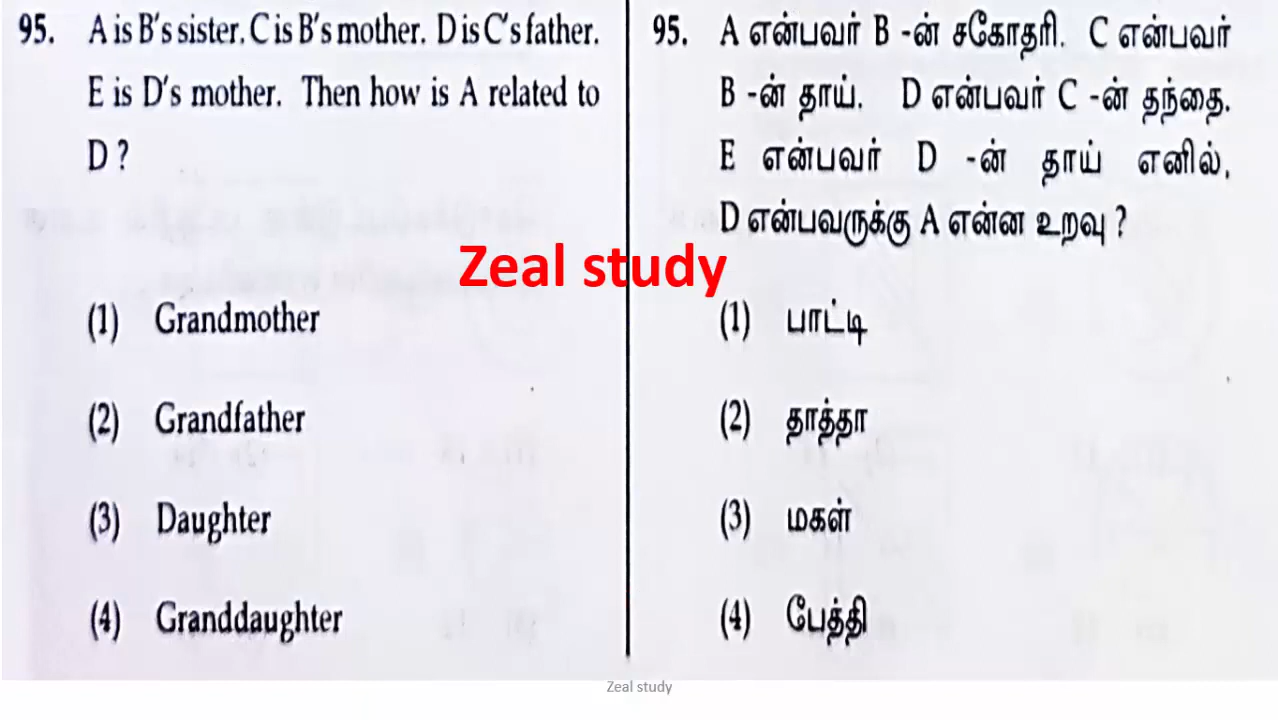 95. A is B's sister. C is B's mother. D is C's father.
E is D's mother. Then how is A related to
D ?
(1) Grandmother
(2) Grandfather
(3) Daughter
(4) Granddaughter
95. A என்பவர் B -ன் சகோதரி. C என்பவர்
B -ன் தாய். D என்பவர் C -ன் தந்தை.
E என்பவர் D -ன் தாய் எனில்,
D என்பவருக்கு A என்ன உறவு ?
(1) பாட்டி
(2) தாத்தா
(3) மகள்
(4) பேத்தி
Zeal study
Zeal study